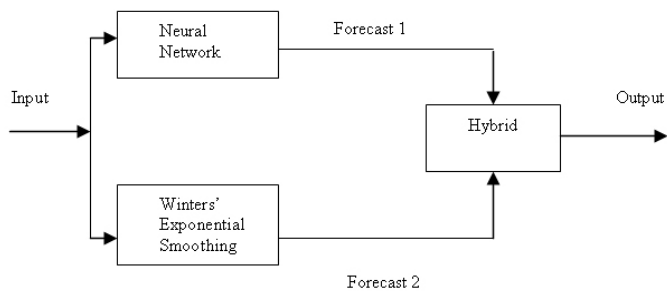 Neural
Network
Forecast 1
Input
Output
Hybrid
Winters'
Exponential
Smoothing
Forecast 2